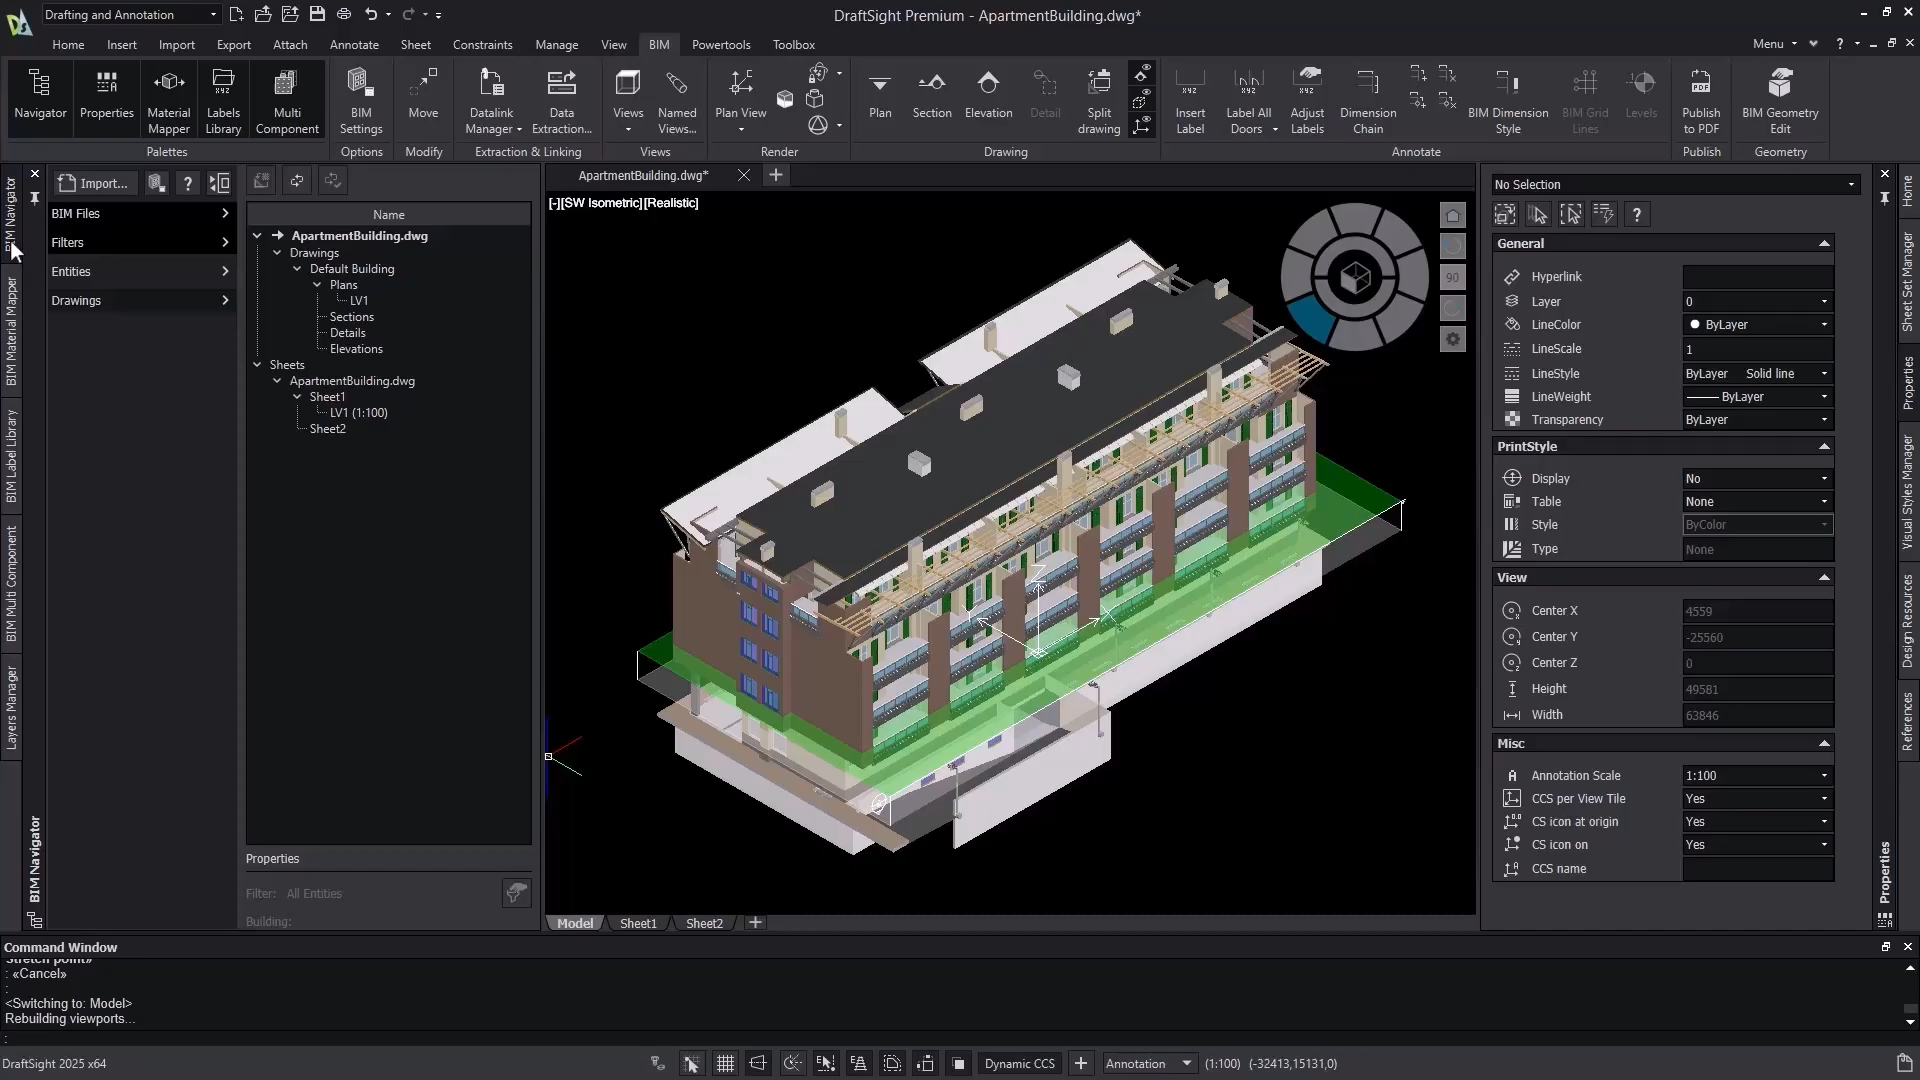 Drafting and Annotation
DraftSight Premium - ApartmentBuilding.dwg*
Home Insert Import Export Attach Annotate Sheet Constraints Manage View BIM Powertools Toolbox
Menu ?
Navigator
Properties
Material Mapper
Labels Library
Multi Component
Palettes
BIM Settings
Options
Move
Modify
Datalink Manager
Data Extraction...
Extraction & Linking
Views
Named Views...
Views
Plan View
Render
Plan
Section
Elevation
Detail
Split drawing
Drawing
Insert Label
Label All Doors
Adjust Labels
Dimension Chain
BIM Dimension Style
BIM Grid Lines
Levels
Annotate
Publish to PDF
Publish
BIM Geometry Edit
Geometry
BIM Navigator
BIM Material Mapper
BIM Label Library
BIM Multi Component
Layers Manager
BIM Navigator
Import...
?
BIM Files
Filters
Entities
Drawings
Name
ApartmentBuilding.dwg
Drawings
Default Building
Plans
LV1
Sections
Details
Elevations
Sheets
ApartmentBuilding.dwg
Sheet1
LV1 (1:100)
Sheet2
Properties
Filter: All Entities
Building:
ApartmentBuilding.dwg*
[-][SW Isometric][Realistic]
90
Z
Y
X
Model Sheet1 Sheet2
No Selection
?
General
Hyperlink
Layer 0
LineColor ByLayer
LineScale 1
LineStyle ByLayer Solid line
LineWeight ByLayer
Transparency ByLayer
PrintStyle
Display No
Table None
Style ByColor
Type None
View
Center X 4559
Center Y -25560
Center Z 0
Height 49581
Width 63846
Misc
Annotation Scale 1:100
CCS per View Tile Yes
CS icon at origin Yes
CS icon on Yes
CCS name
Properties
Home
Sheet Set Manager
Properties
Visual Styles Manager
Design Resources
References
Command Window
Stretch point»
: «Cancel»
:
<Switching to: Model>
Rebuilding viewports...
:
DraftSight 2025 x64
Dynamic CCS
Annotation
(1:100)
(-32413,15131,0)